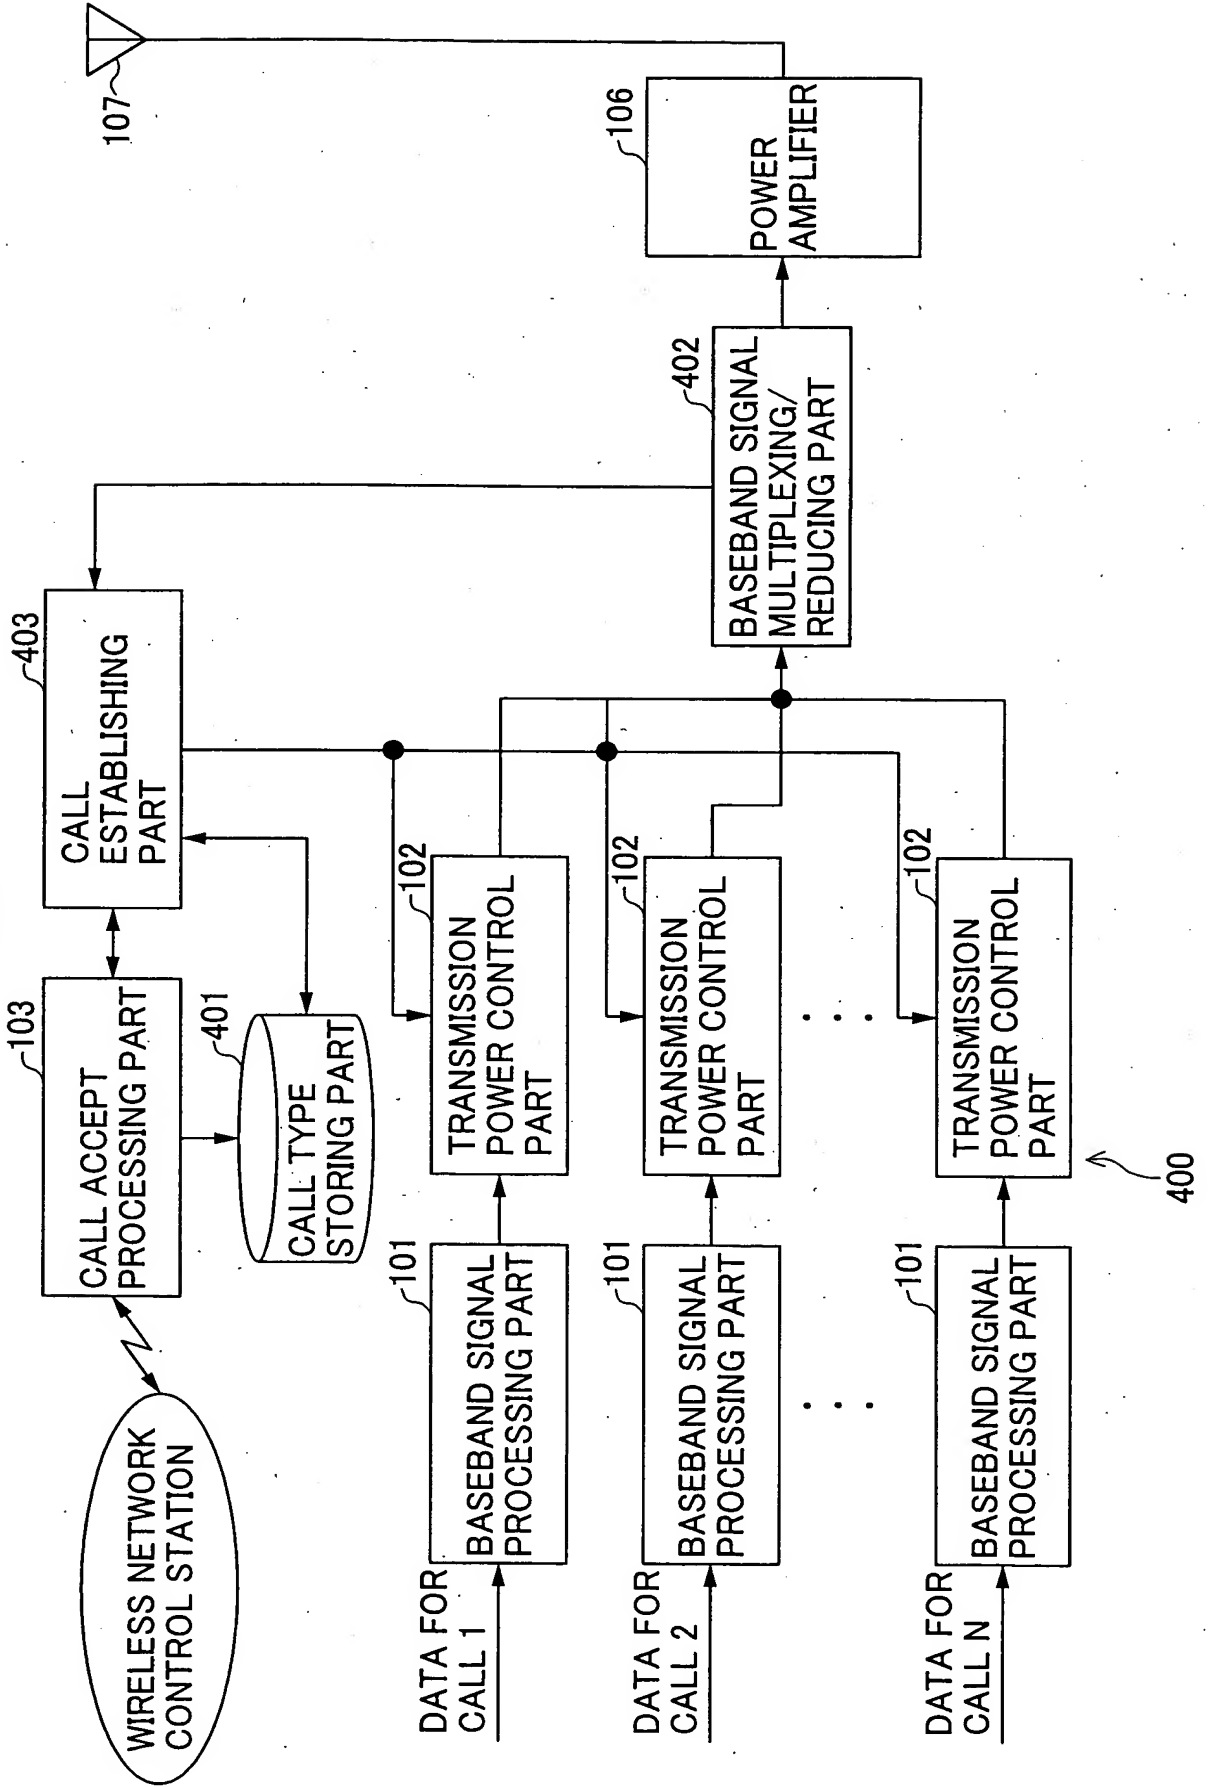 WIRELESS NETWORK
CONTROL STATION
103
CALL ACCEPT
PROCESSING PART
403
CALL
ESTABLISHING
PART
107
401
CALL TYPE
STORING PART
DATA FOR
CALL 1
101
BASEBAND SIGNAL
PROCESSING PART
102
TRANSMISSION
POWER CONTROL
PART
DATA FOR
CALL 2
101
BASEBAND SIGNAL
PROCESSING PART
102
TRANSMISSION
POWER CONTROL
PART
402
BASEBAND SIGNAL
MULTIPLEXING/
REDUCING PART
106
POWER
AMPLIFIER
DATA FOR
CALL N
101
BASEBAND SIGNAL
PROCESSING PART
102
TRANSMISSION
POWER CONTROL
PART
400